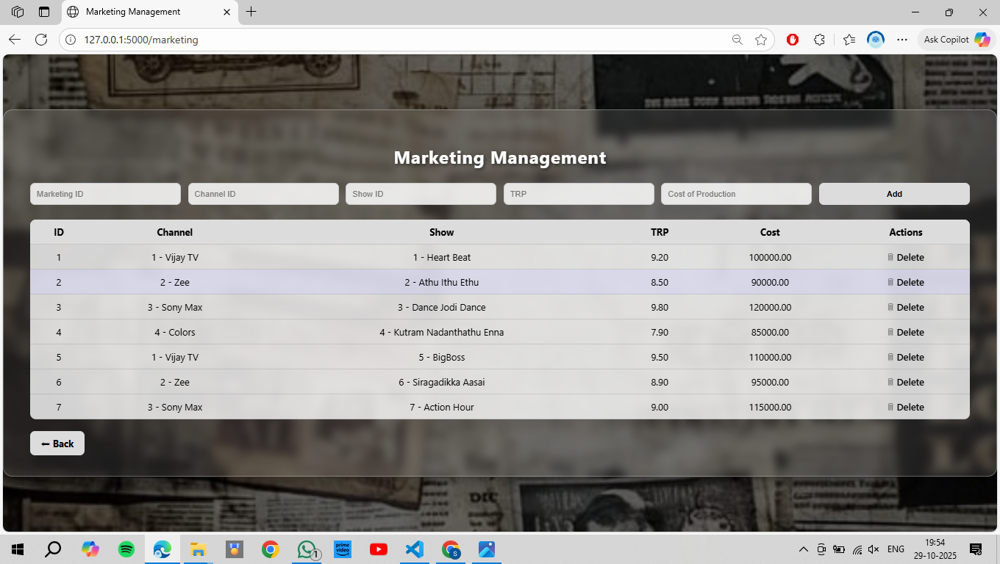 Marketing Management
127.0.0.1:5000/marketing
Ask Copilot
Marketing Management
Marketing ID Channel ID Show ID TRP Cost of Production Add
ID Channel Show TRP Cost Actions
1 1 - Vijay TV 1 - Heart Beat 9.20 100000.00 Delete
2 2 - Zee 2 - Athu Ithu Ethu 8.50 90000.00 Delete
3 3 - Sony Max 3 - Dance Jodi Dance 9.80 120000.00 Delete
4 4 - Colors 4 - Kutram Nadanthathu Enna 7.90 85000.00 Delete
5 1 - Vijay TV 5 - BigBoss 9.50 110000.00 Delete
6 2 - Zee 6 - Siragadikka Aasai 8.90 95000.00 Delete
7 3 - Sony Max 7 - Action Hour 9.00 115000.00 Delete
← Back
DEC
prime video
1
S
ENG
19:54
29-10-2025